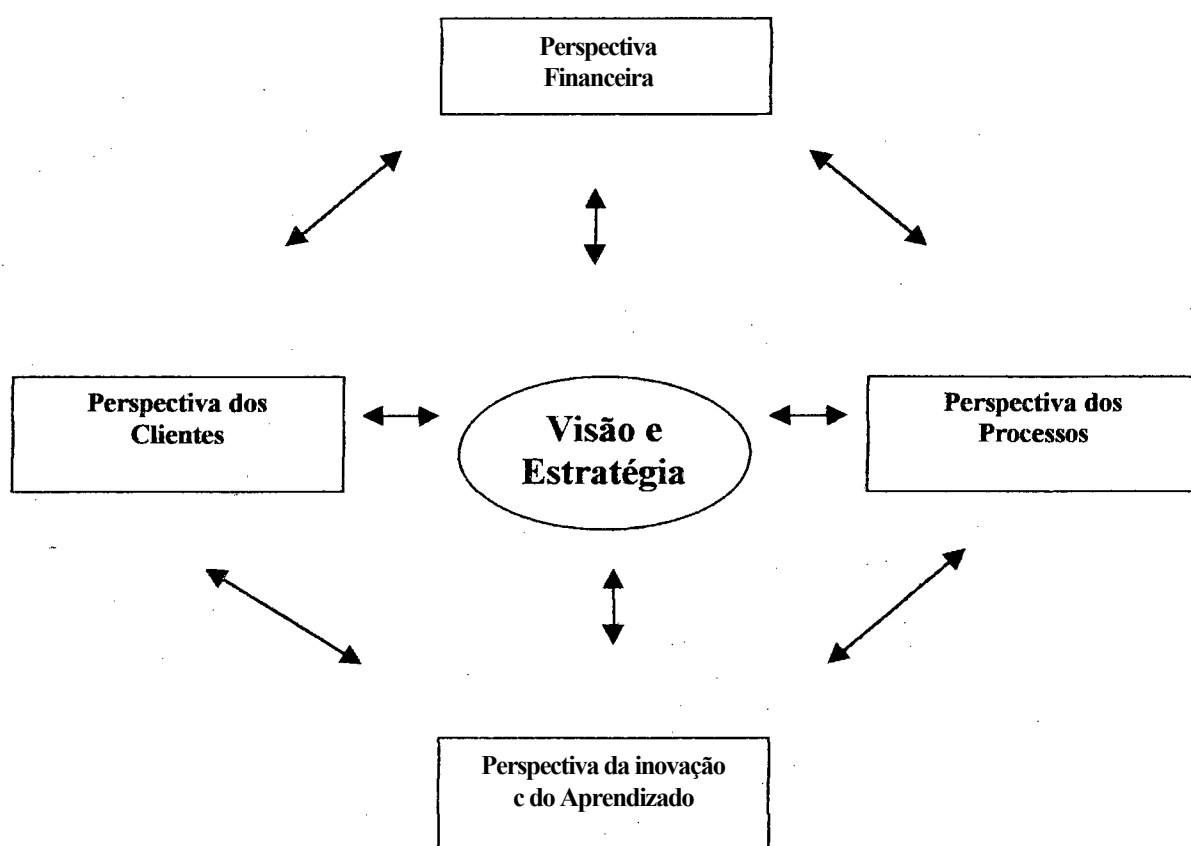 Perspectiva
Financeira
Perspectiva dos
Clientes
Visão e
Estratégia
Perspectiva dos
Processos
Perspectiva da inovação
c do Aprendizado